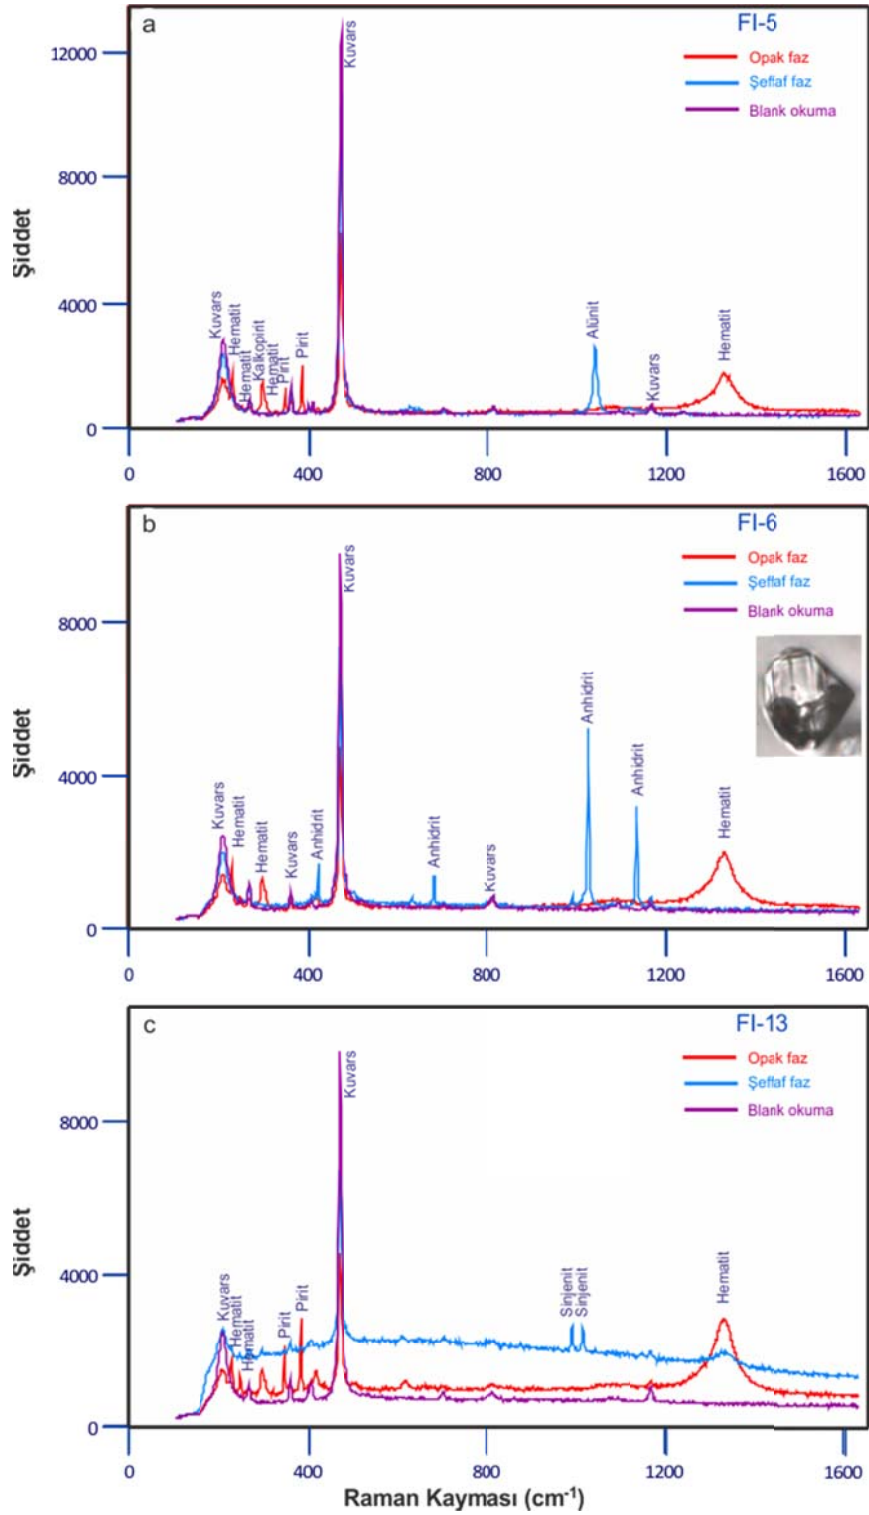 a
FI-5
Opak faz
Şeffaf faz
Blank okuma
Şiddet
12000
8000
4000
0
Kuvars
Hematit
Hematit
Kalkopirit
Hematit
Pirit
Pirit
Kuvars
Alünit
Kuvars
Hematit
0
400
800
1200
1600
b
FI-6
Opak faz
Şeffaf faz
Blank okuma
Şiddet
8000
4000
0
Kuvars
Hematit
Hematit
Kuvars
Anhidrit
Kuvars
Anhidrit
Kuvars
Anhidrit
Anhidrit
Hematit
0
400
800
1200
1600
c
FI-13
Opak faz
Şeffaf faz
Blank okuma
Şiddet
8000
4000
0
Kuvars
Hematit
Hematit
Pirit
Pirit
Kuvars
Sinjenit
Sinjenit
Hematit
0
400
800
1200
1600
Raman Kayması (cm⁻¹)